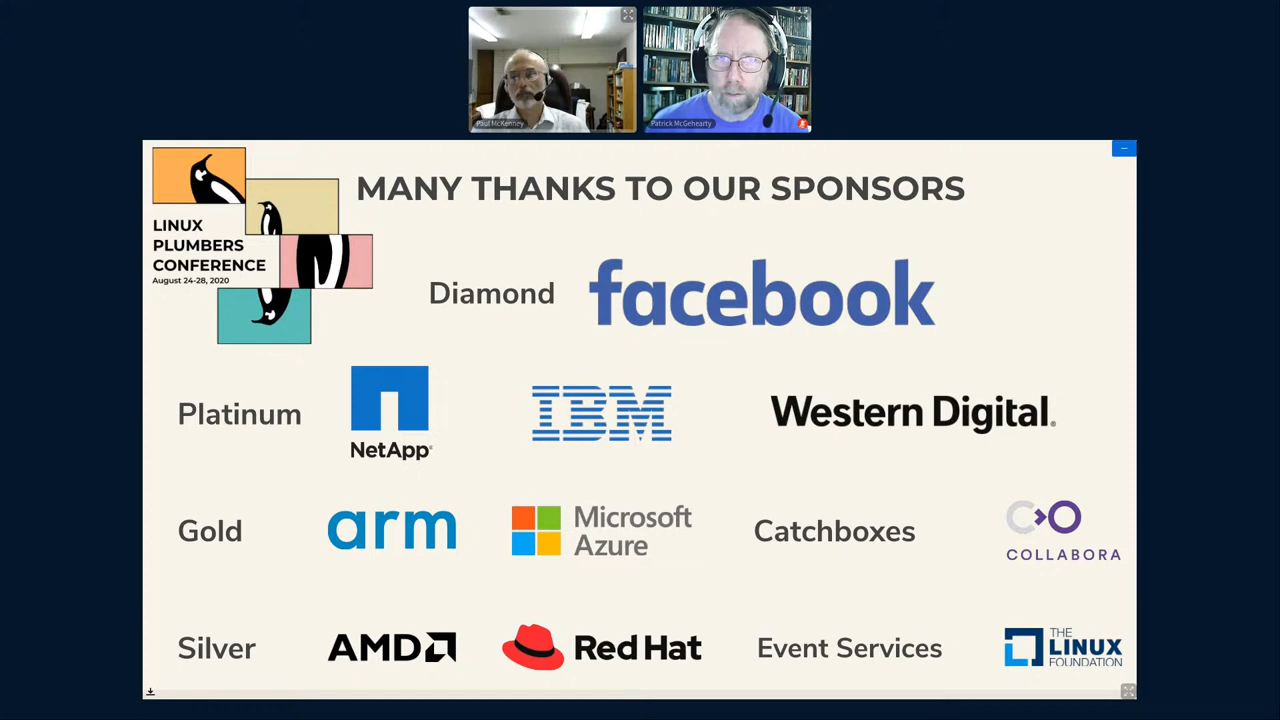 Paul McKenney
Patrick McGehearty
MANY THANKS TO OUR SPONSORS
LINUX
PLUMBERS
CONFERENCE
August 24-28, 2020
Diamond
facebook
Platinum
NetApp
IBM
Western Digital®
Gold
arm
Microsoft
Azure
Catchboxes
COLLABORA
Silver
AMD
Red Hat
Event Services
THE
LINUX
FOUNDATION